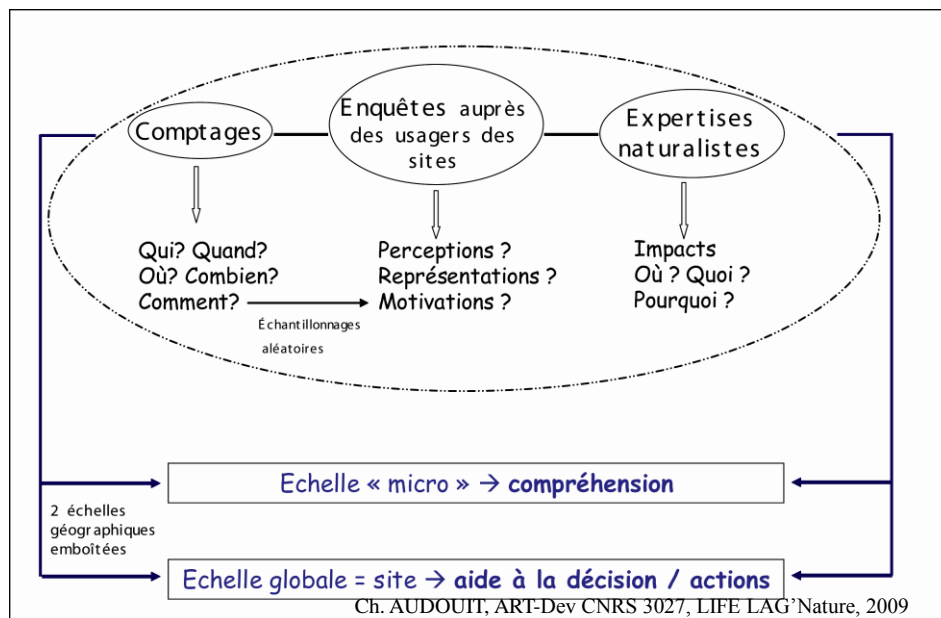 Comptages
Enquêtes auprès
des usagers des
sites
Expertises
naturalistes
Qui? Quand?
Où? Combien?
Comment?
Échantillonnages
aléatoires
Perceptions ?
Représentations ?
Motivations ?
Impacts
Où ? Quoi ?
Pourquoi ?
2 échelles
géographiques
emboîtées
Echelle « micro » → compréhension
Echelle globale = site → aide à la décision / actions
Ch. AUDOUIT, ART-Dev CNRS 3027, LIFE LAG'Nature, 2009